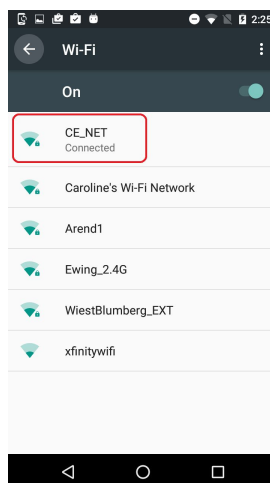 2:25
Wi-Fi
On
CE_NET
Connected
Caroline's Wi-Fi Network
Arend1
Ewing_2.4G
WiestBlumberg_EXT
xfinitywifi